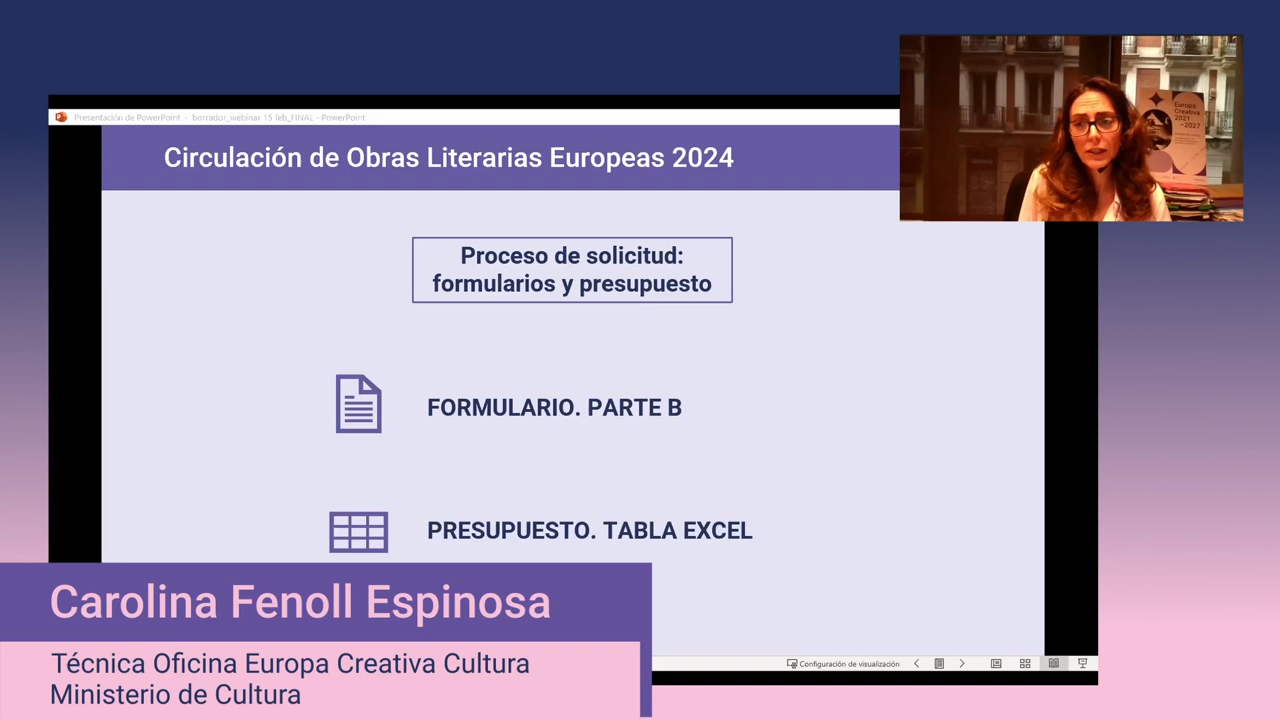 Presentación de PowerPoint - borrador_webinar 15 feb_FINAL - PowerPoint
Circulación de Obras Literarias Europeas 2024
Europa
Creativa
2021
-2027
Proceso de solicitud:
formularios y presupuesto
FORMULARIO. PARTE B
PRESUPUESTO. TABLA EXCEL
Carolina Fenoll Espinosa
Técnica Oficina Europa Creativa Cultura
Ministerio de Cultura
Configuración de visualización